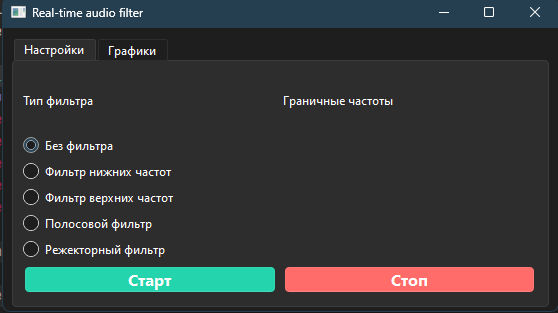 Real-time audio filter
Настройки
Графики
Тип фильтра
Граничные частоты
Без фильтра
Фильтр нижних частот
Фильтр верхних частот
Полосовой фильтр
Режекторный фильтр
Старт
Стоп